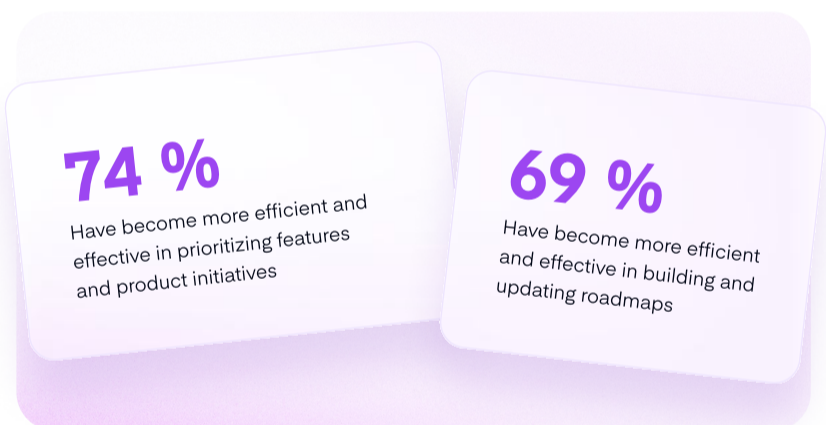 74 %
Have become more efficient and
effective in prioritizing features
and product initiatives
69 %
Have become more efficient
and effective in building and
updating roadmaps